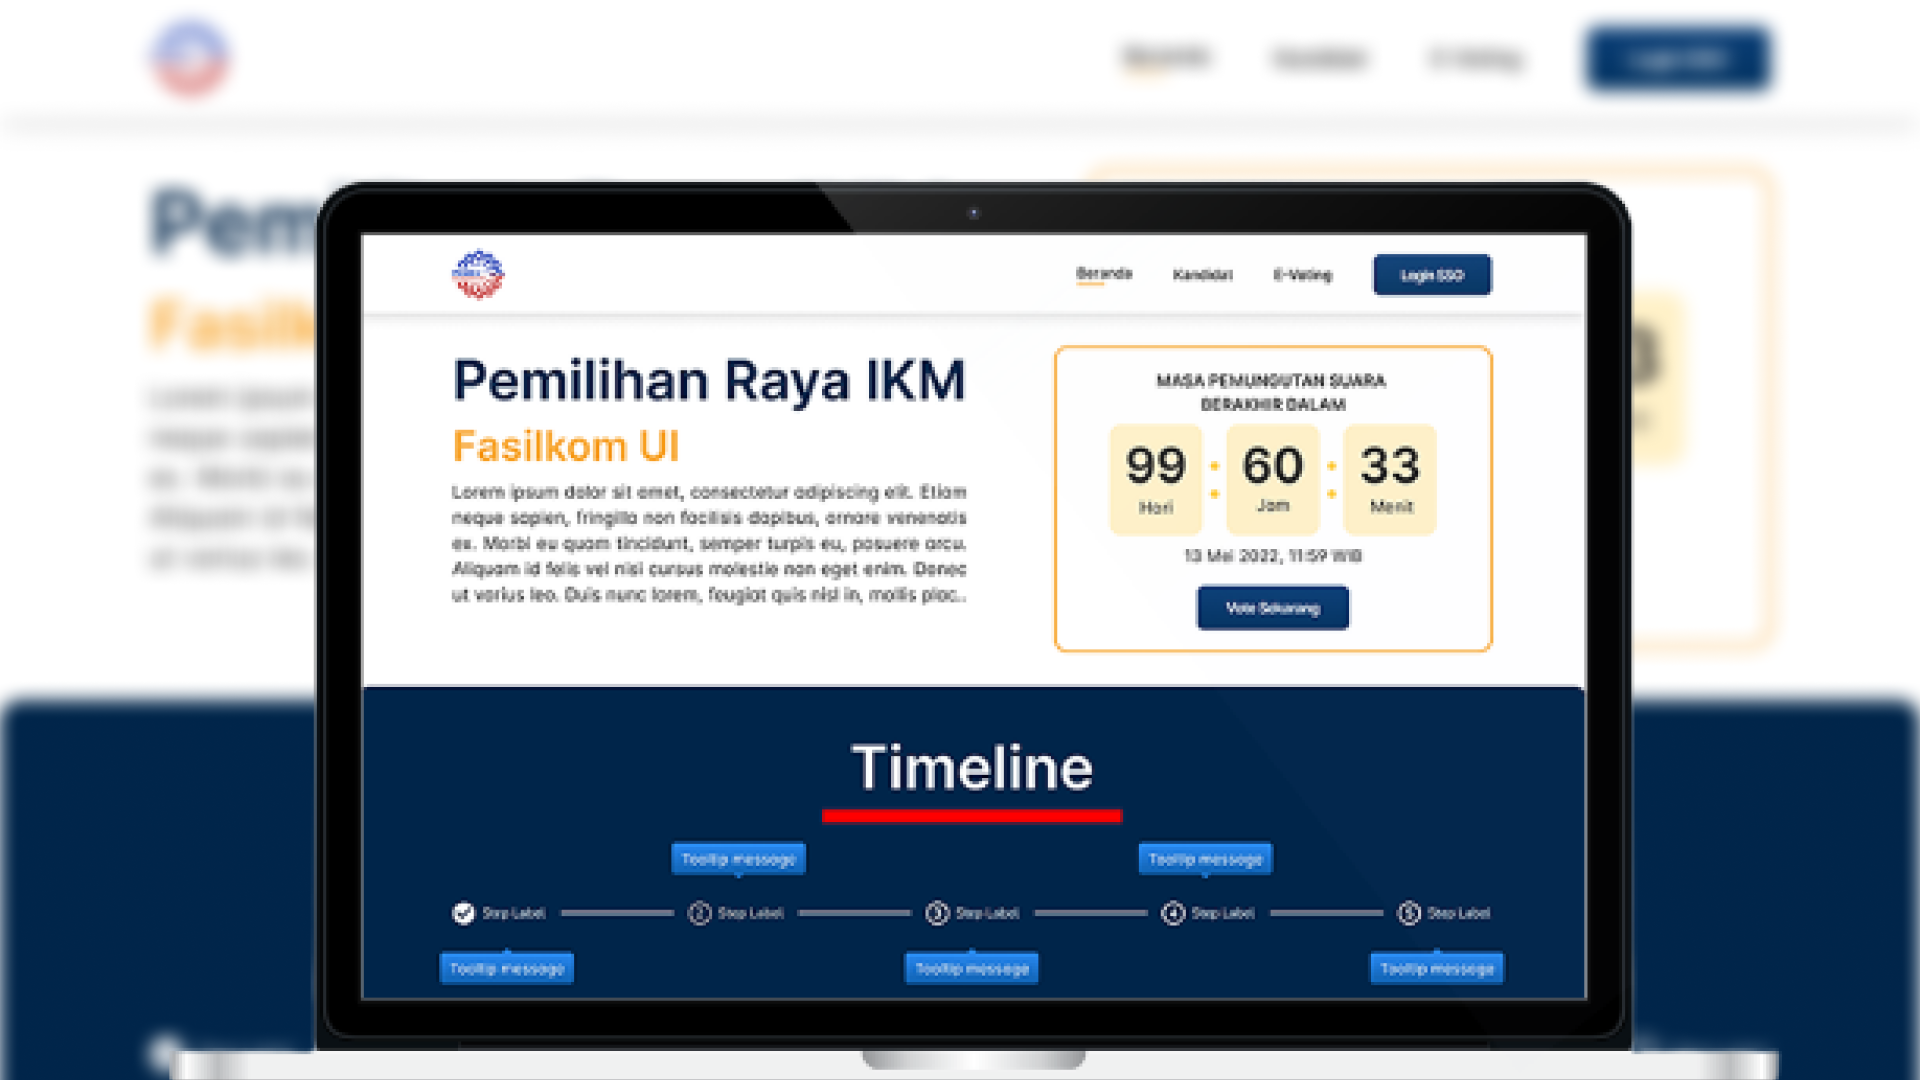 Beranda
Kandidat
E-Voting
Login SSO
Pemilihan Raya IKM
Fasilkom UI
Lorem ipsum dolor sit amet, consectetur adipiscing elit. Etiam
neque sapien, fringilla non facilisis dapibus, ornare venenatis
ex. Morbi eu quam tincidunt, semper turpis eu, posuere arcu.
Aliquam id felis vel nisi cursus molestie non eget enim. Donec
ut varius leo. Duis nunc lorem, feugiat quis nisl in, mollis plac..
MASA PEMUNGUTAN SUARA
BERAKHIR DALAM
99 : 60 : 33
Hari Jam Menit
13 Mei 2022, 11:59 WIB
Vote Sekarang
Timeline
Tooltip message
Tooltip message
Step Label
2 Step Label
3 Step Label
4 Step Label
5 Step Label
Tooltip message
Tooltip message
Tooltip message